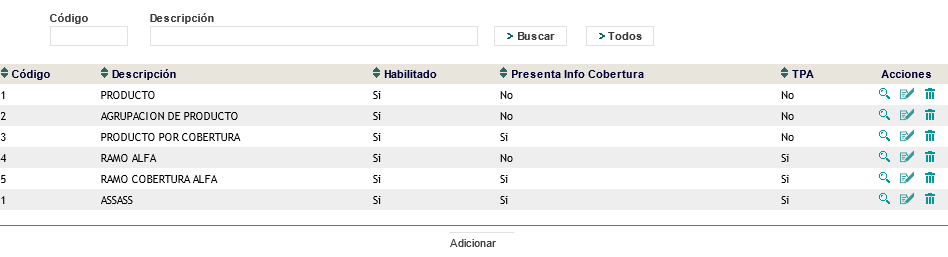 Código Descripción
> Buscar > Todos
Código Descripción Habilitado Presenta Info Cobertura TPA Acciones
1 PRODUCTO Si No No
2 AGRUPACION DE PRODUCTO Si No No
3 PRODUCTO POR COBERTURA Si Si No
4 RAMO ALFA Si No Si
5 RAMO COBERTURA ALFA Si Si Si
1 ASSASS Si Si Si
Adicionar